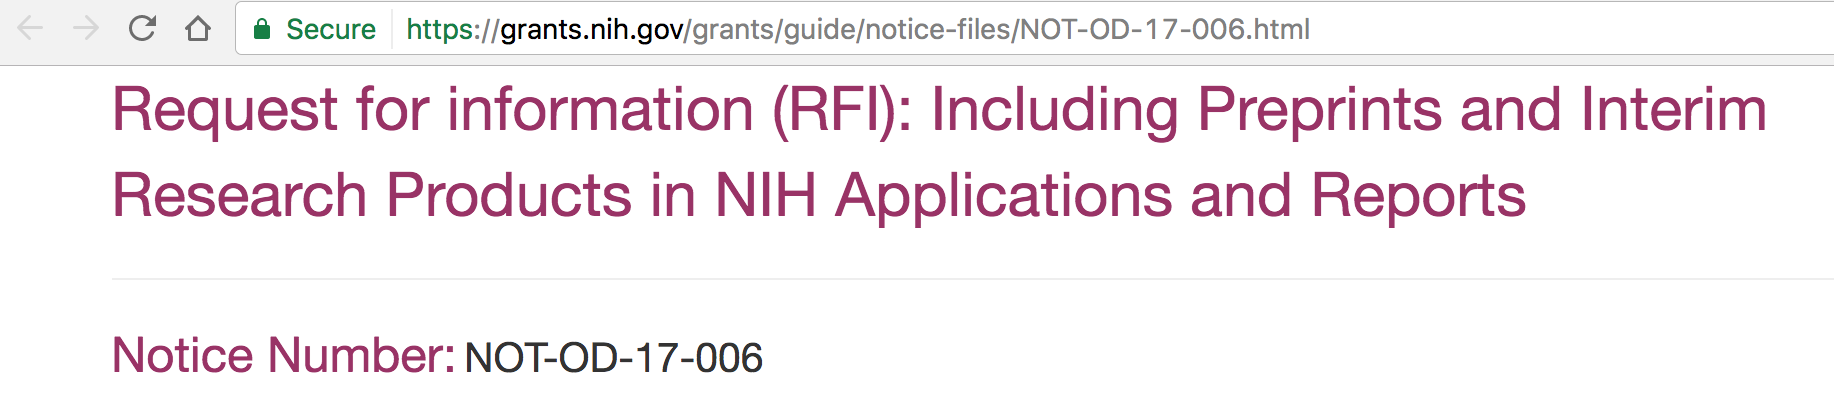 Secure https://grants.nih.gov/grants/guide/notice-files/NOT-OD-17-006.html
Request for information (RFI): Including Preprints and Interim
Research Products in NIH Applications and Reports
Notice Number: NOT-OD-17-006